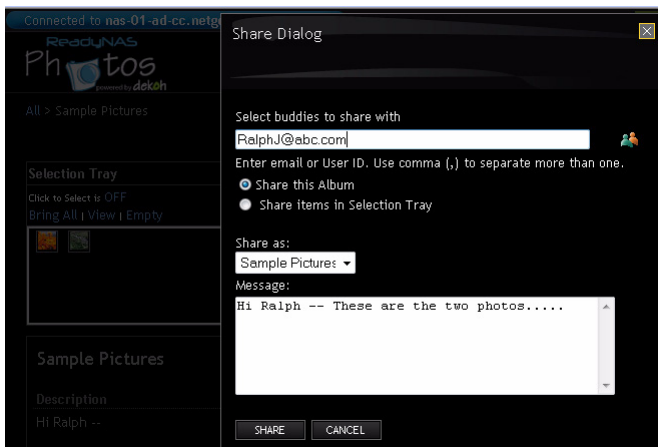 Connected to nas-01-ad-cc.netg
ReadyNAS
Photos
powered by dekoh
All > Sample Pictures
Selection Tray
Click to Select is OFF
Bring All | View | Empty
Sample Pictures
Description
Hi Ralph --
Share Dialog
Select buddies to share with
RalphJ@abc.com
Enter email or User ID. Use comma (,) to separate more than one.
Share this Album
Share items in Selection Tray
Share as:
Sample Pictures
Message:
Hi Ralph -- These are the two photos.....
SHARE
CANCEL